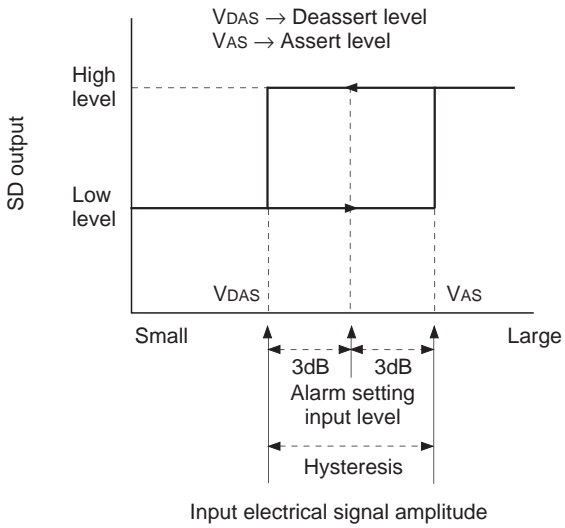 VDAS → Deassert level
VAS → Assert level
High
level
SD output
Low
level
VDAS
VAS
Small
Large
3dB
3dB
Alarm setting
input level
Hysteresis
Input electrical signal amplitude